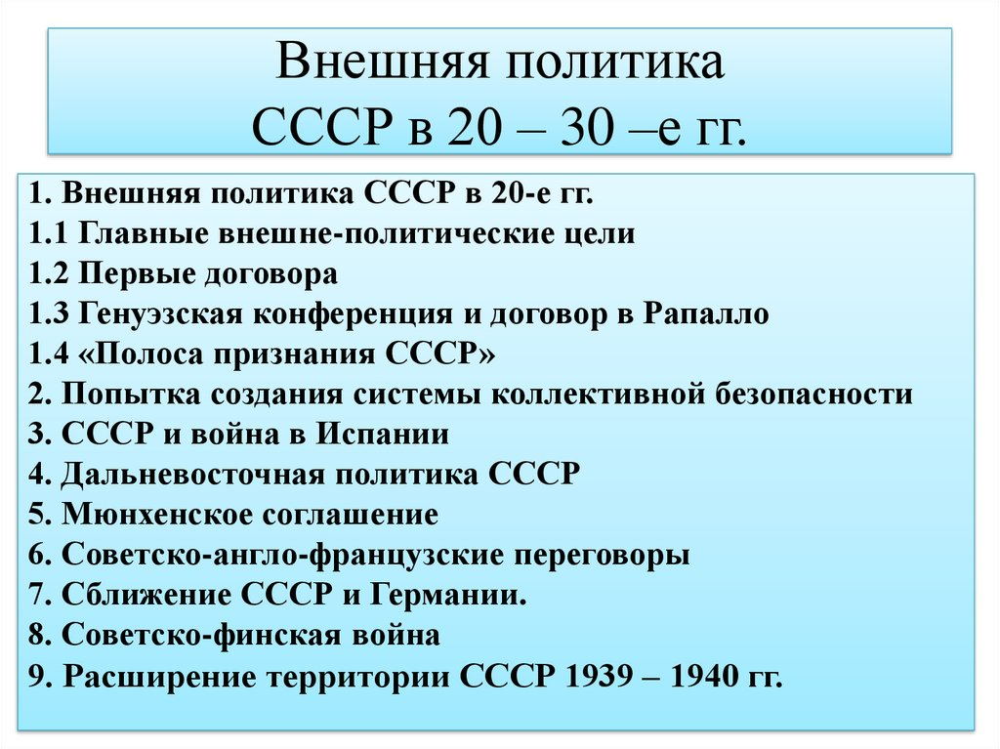 Внешняя политика
СССР в 20 – 30 –е гг.
1. Внешняя политика СССР в 20-е гг.
1.1 Главные внешне-политические цели
1.2 Первые договора
1.3 Генуэзская конференция и договор в Рапалло
1.4 «Полоса признания СССР»
2. Попытка создания системы коллективной безопасности
3. СССР и война в Испании
4. Дальневосточная политика СССР
5. Мюнхенское соглашение
6. Советско-англо-французские переговоры
7. Сближение СССР и Германии.
8. Советско-финская война
9. Расширение территории СССР 1939 – 1940 гг.